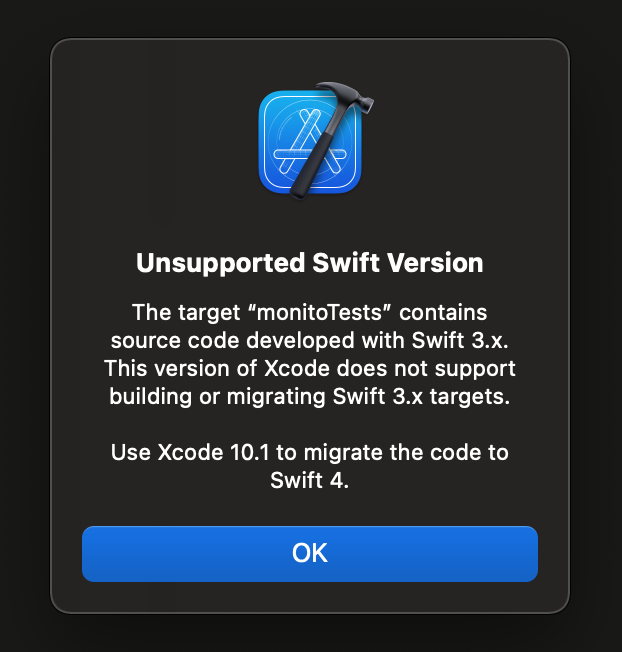 Unsupported Swift Version
The target “monitoTests” contains
source code developed with Swift 3.x.
This version of Xcode does not support
building or migrating Swift 3.x targets.
Use Xcode 10.1 to migrate the code to
Swift 4.
OK